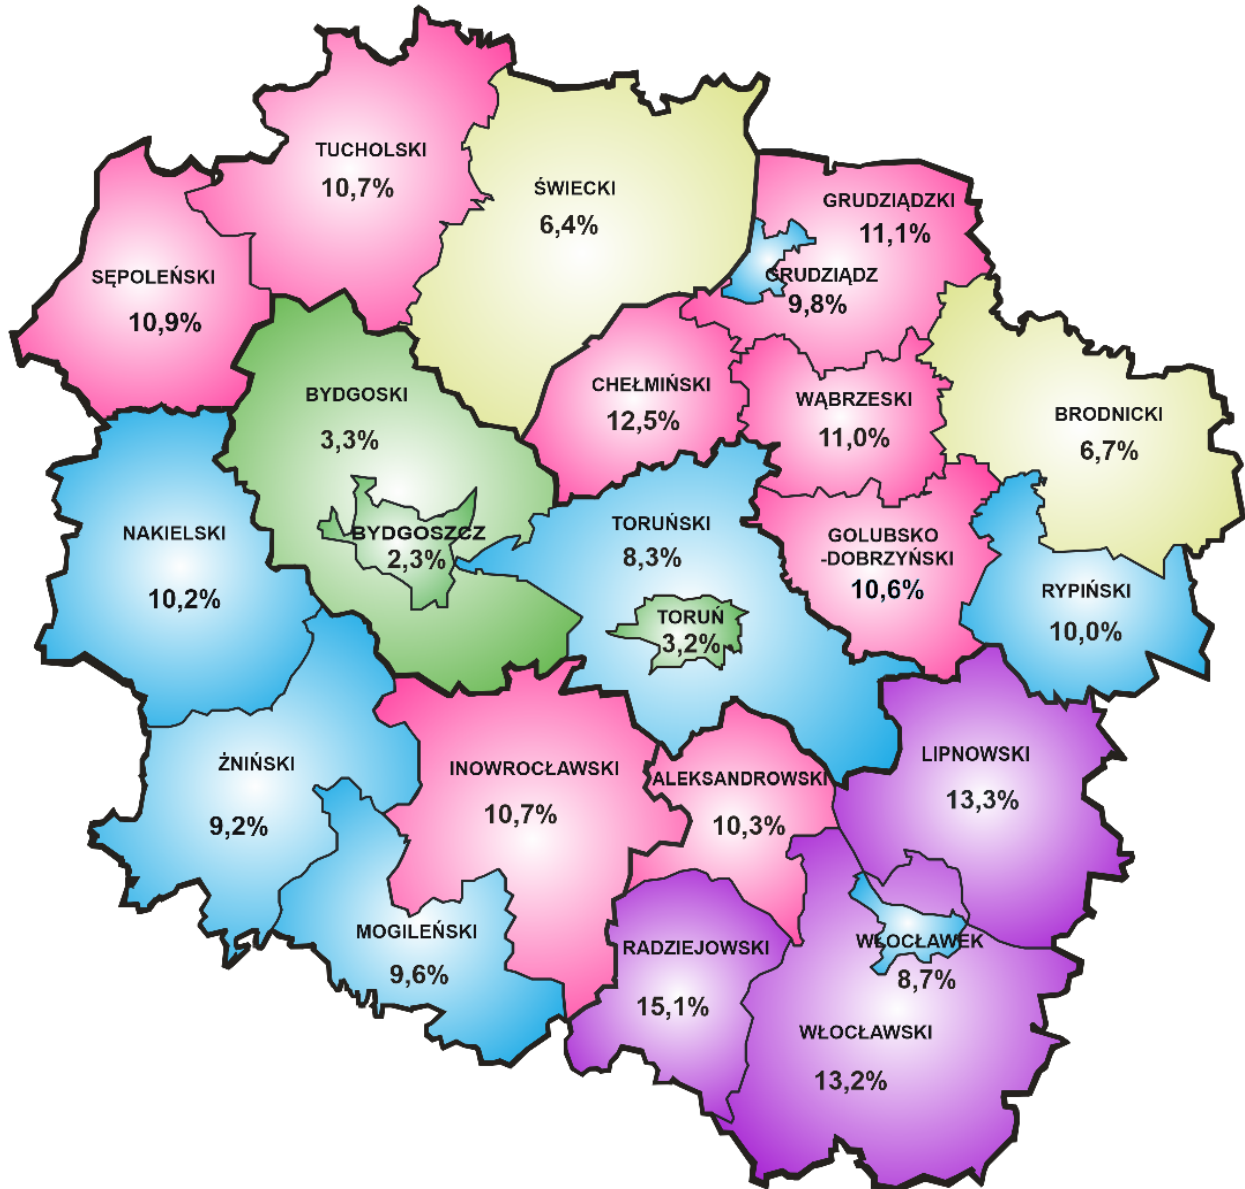 TUCHOLSKI
10,7%
ŚWIECKI
6,4%
GRUDZIĄDZKI
11,1%
GRUDZIĄDZ
9,8%
SĘPOLEŃSKI
10,9%
BYDGOSKI
3,3%
CHEŁMIŃSKI
12,5%
WĄBRZESKI
11,0%
BRODNICKI
6,7%
NAKIELSKI
10,2%
BYDGOSZCZ
2,3%
TORUŃSKI
8,3%
GOLUBSKO
-DOBRZYŃSKI
10,6%
RYPIŃSKI
10,0%
TORUŃ
3,2%
ŻNIŃSKI
9,2%
INOWROCŁAWSKI
10,7%
ALEKSANDROWSKI
10,3%
LIPNOWSKI
13,3%
MOGILEŃSKI
9,6%
RADZIEJOWSKI
15,1%
WŁOCŁAWEK
8,7%
WŁOCŁAWSKI
13,2%